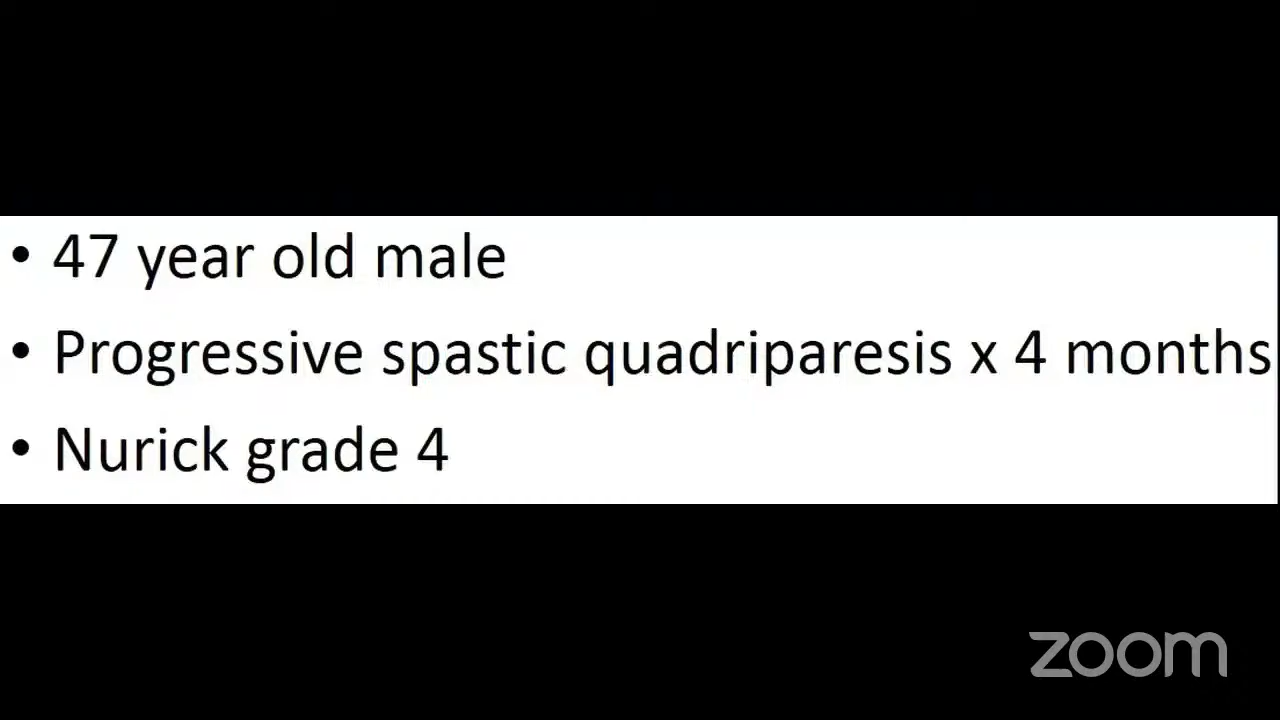 • 47 year old male
• Progressive spastic quadriparesis x 4 months
• Nurick grade 4
zoom